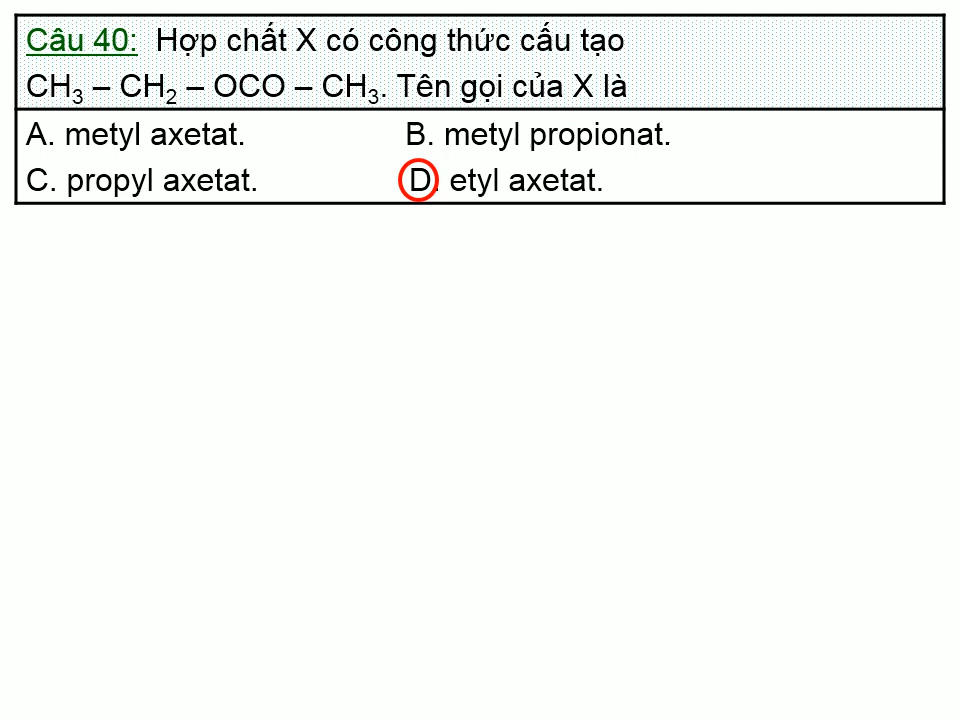 Câu 40: Hợp chất X có công thức cấu tạo
CH₃ – CH₂ – OCO – CH₃. Tên gọi của X là
A. metyl axetat. B. metyl propionat.
C. propyl axetat. D. etyl axetat.